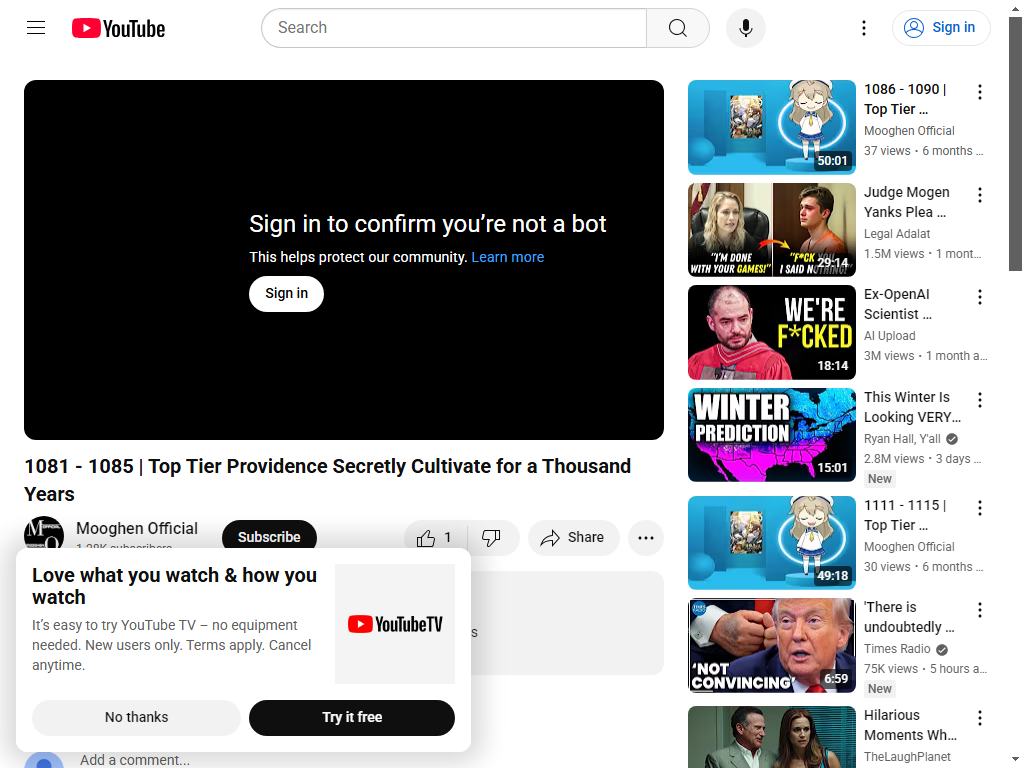 YouTube
Search
Sign in
Sign in to confirm you’re not a bot
This helps protect our community. Learn more
Sign in
1081 - 1085 | Top Tier Providence Secretly Cultivate for a Thousand
Years
Mooghen Official
1.28K subscribers
Subscribe
1
Share
s
Love what you watch & how you
watch
It’s easy to try YouTube TV – no equipment
needed. New users only. Terms apply. Cancel
anytime.
YouTubeTV
No thanks
Try it free
Add a comment...
50:01
1086 - 1090 |
Top Tier ...
Mooghen Official
37 views • 6 months ...
"I'M DONE
WITH YOUR GAMES!"
"F*CK YOU
I SAID NOTHING!"
29:14
Judge Mogen
Yanks Plea ...
Legal Adalat
1.5M views • 1 mont...
WE'RE
F*CKED
18:14
Ex-OpenAI
Scientist ...
AI Upload
3M views • 1 month a...
WINTER
PREDICTION
15:01
This Winter Is
Looking VERY...
Ryan Hall, Y'all
2.8M views • 3 days ...
New
49:18
1111 - 1115 |
Top Tier ...
Mooghen Official
30 views • 6 months ...
'NOT
CONVINCING'
6:59
'There is
undoubtedly ...
Times Radio
75K views • 5 hours a...
New
Hilarious
Moments Wh...
TheLaughPlanet